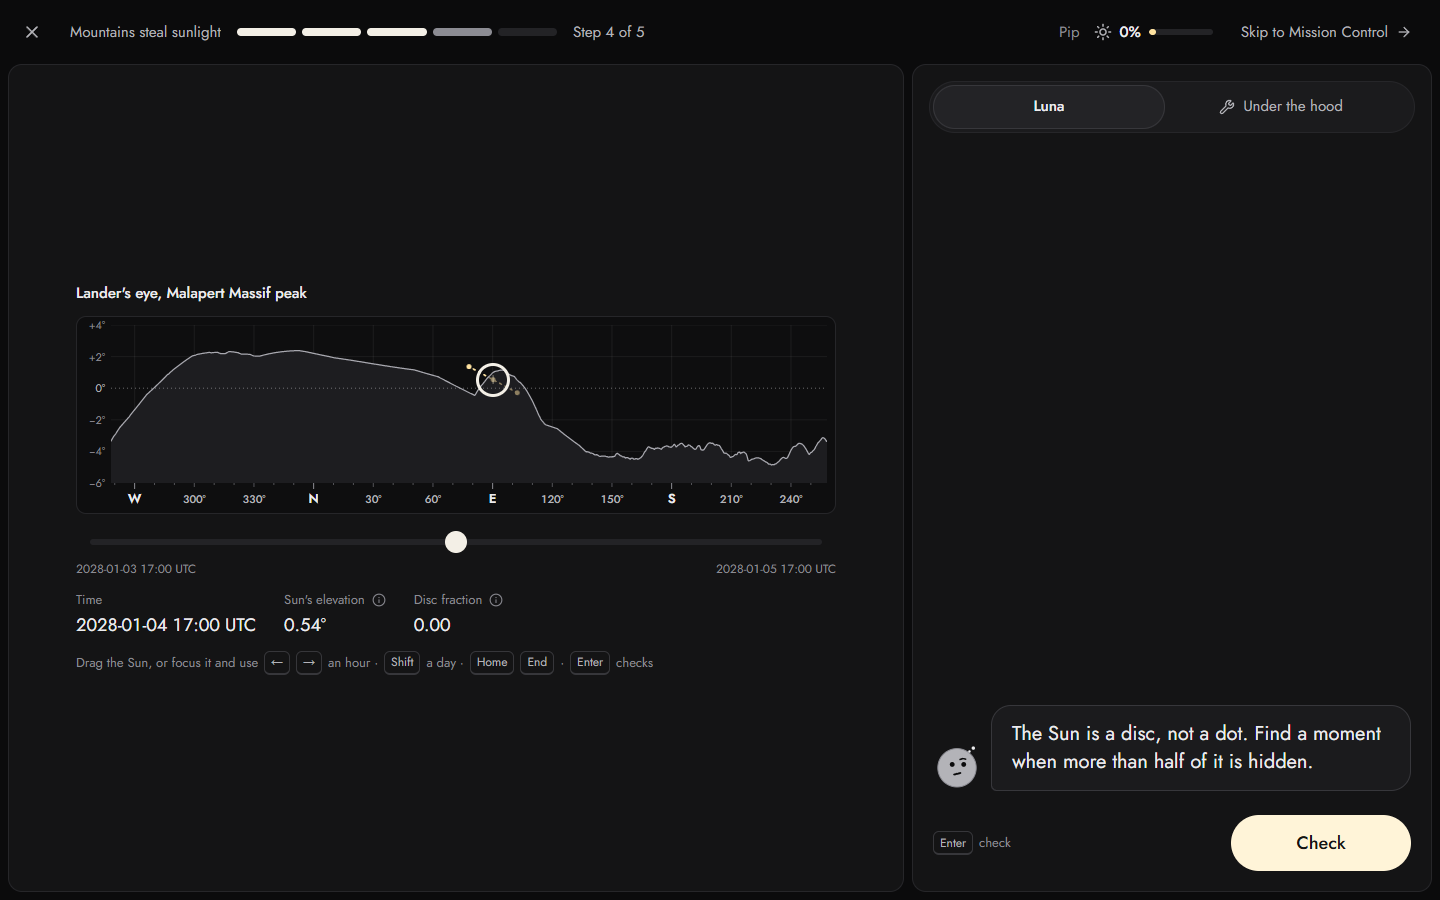 Mountains steal sunlight
Step 4 of 5
Pip
0%
Skip to Mission Control
Luna
Under the hood
Lander's eye, Malapert Massif peak
+4°
+2°
0°
−2°
−4°
−6°
W 300° 330° N 30° 60° E 120° 150° S 210° 240°
2028-01-03 17:00 UTC
2028-01-05 17:00 UTC
Time
2028-01-04 17:00 UTC
Sun's elevation
0.54°
Disc fraction
0.00
Drag the Sun, or focus it and use ← → an hour · Shift a day · Home End · Enter checks
The Sun is a disc, not a dot. Find a moment
when more than half of it is hidden.
Enter check
Check